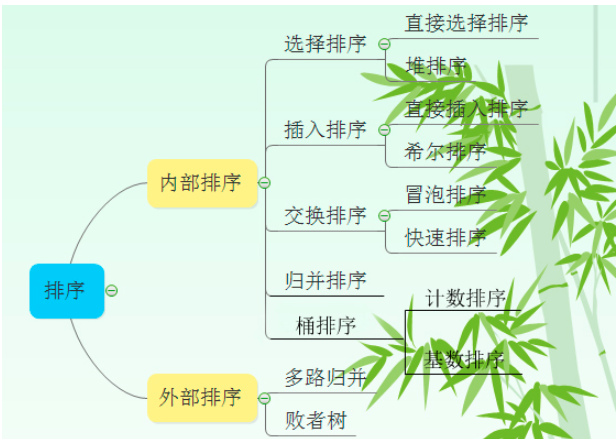 排序
内部排序
选择排序
直接选择排序
堆排序
插入排序
直接插入排序
希尔排序
交换排序
冒泡排序
快速排序
归并排序
桶排序
计数排序
基数排序
外部排序
多路归并
败者树